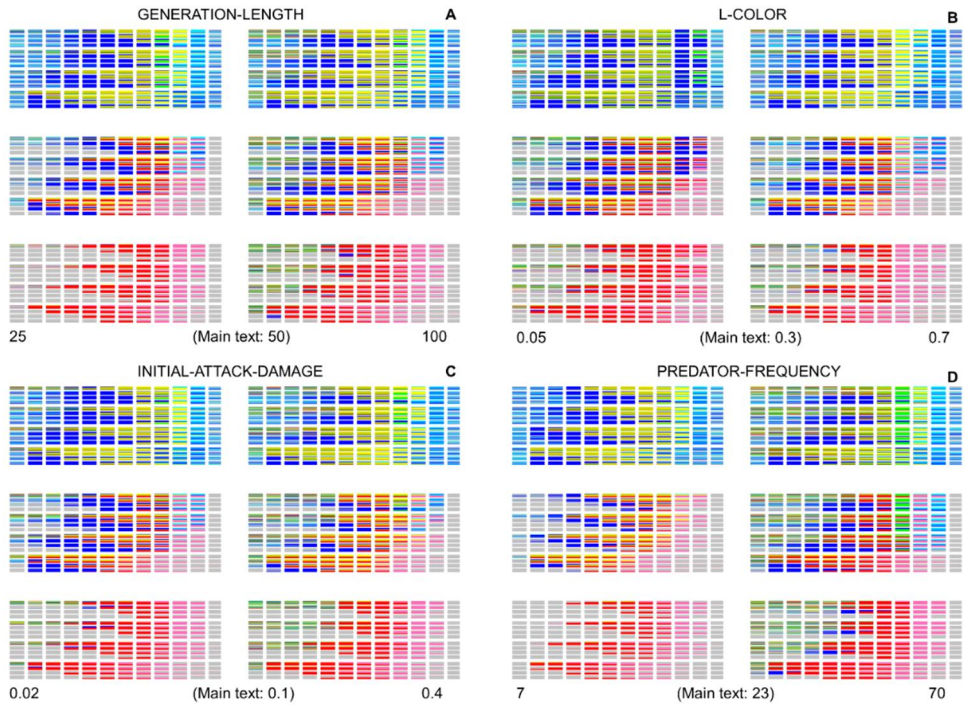 GENERATION-LENGTH A
L-COLOR B
25 (Main text: 50) 100
0.05 (Main text: 0.3) 0.7
INITIAL-ATTACK-DAMAGE C
PREDATOR-FREQUENCY D
0.02 (Main text: 0.1) 0.4
7 (Main text: 23) 70